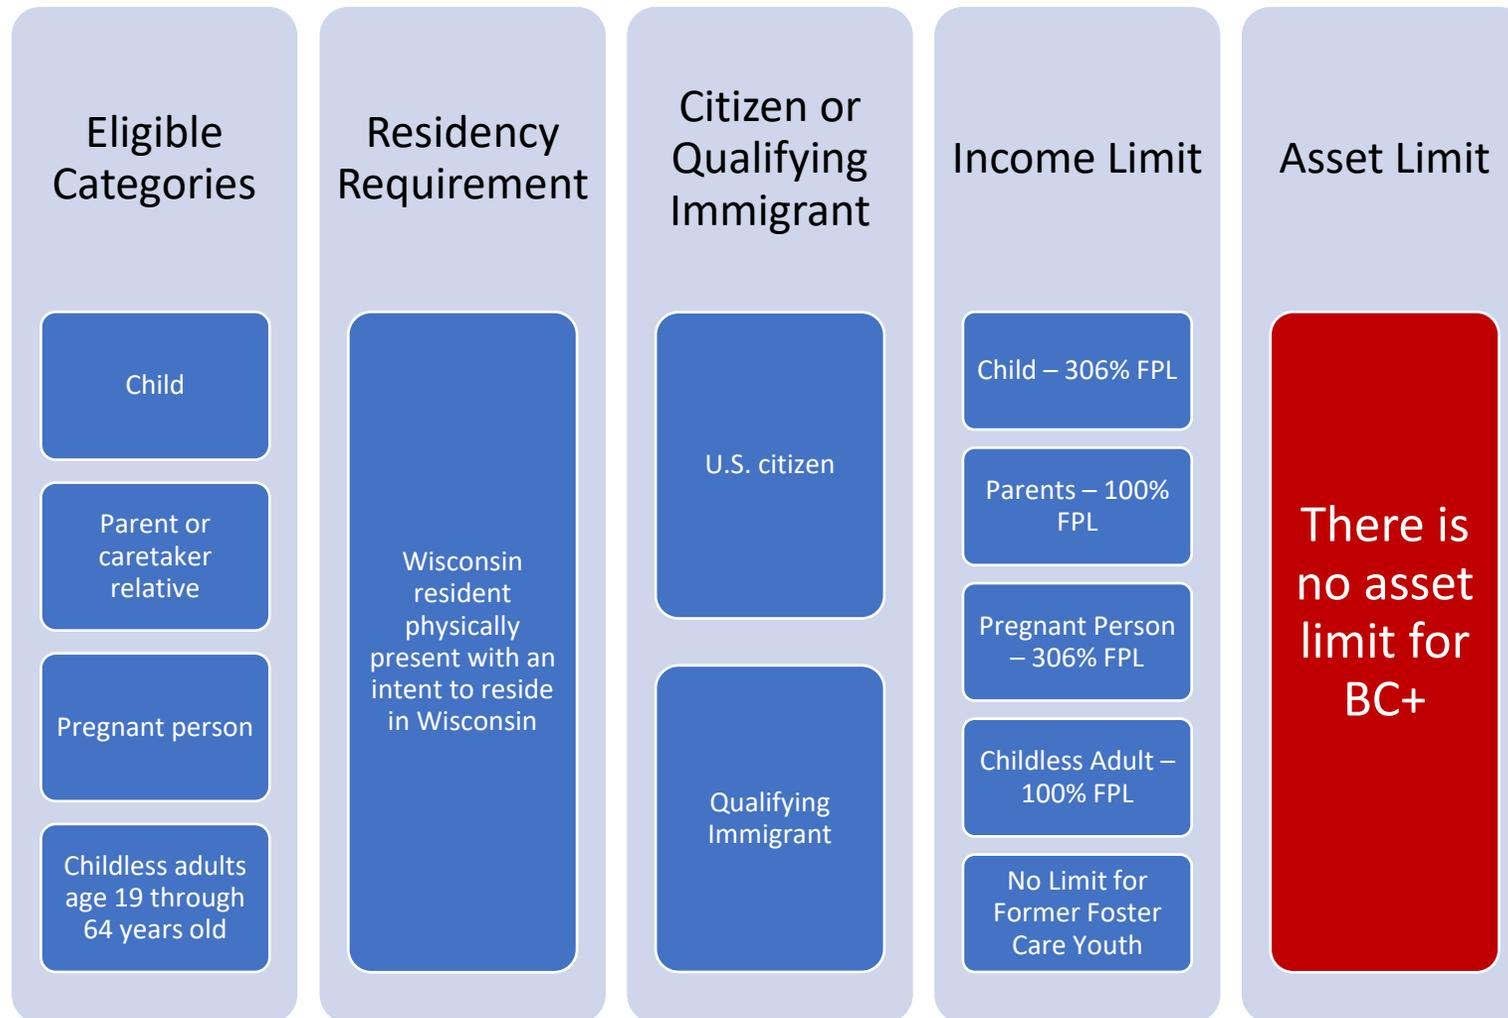 Eligible
Categories
Child
Parent or
caretaker
relative
Pregnant person
Childless adults
age 19 through
64 years old
Residency
Requirement
Wisconsin
resident
physically
present with an
intent to reside
in Wisconsin
Citizen or
Qualifying
Immigrant
U.S. citizen
Qualifying
Immigrant
Income Limit
Child – 306% FPL
Parents – 100%
FPL
Pregnant Person
– 306% FPL
Childless Adult –
100% FPL
No Limit for
Former Foster
Care Youth
Asset Limit
There is
no asset
limit for
BC+